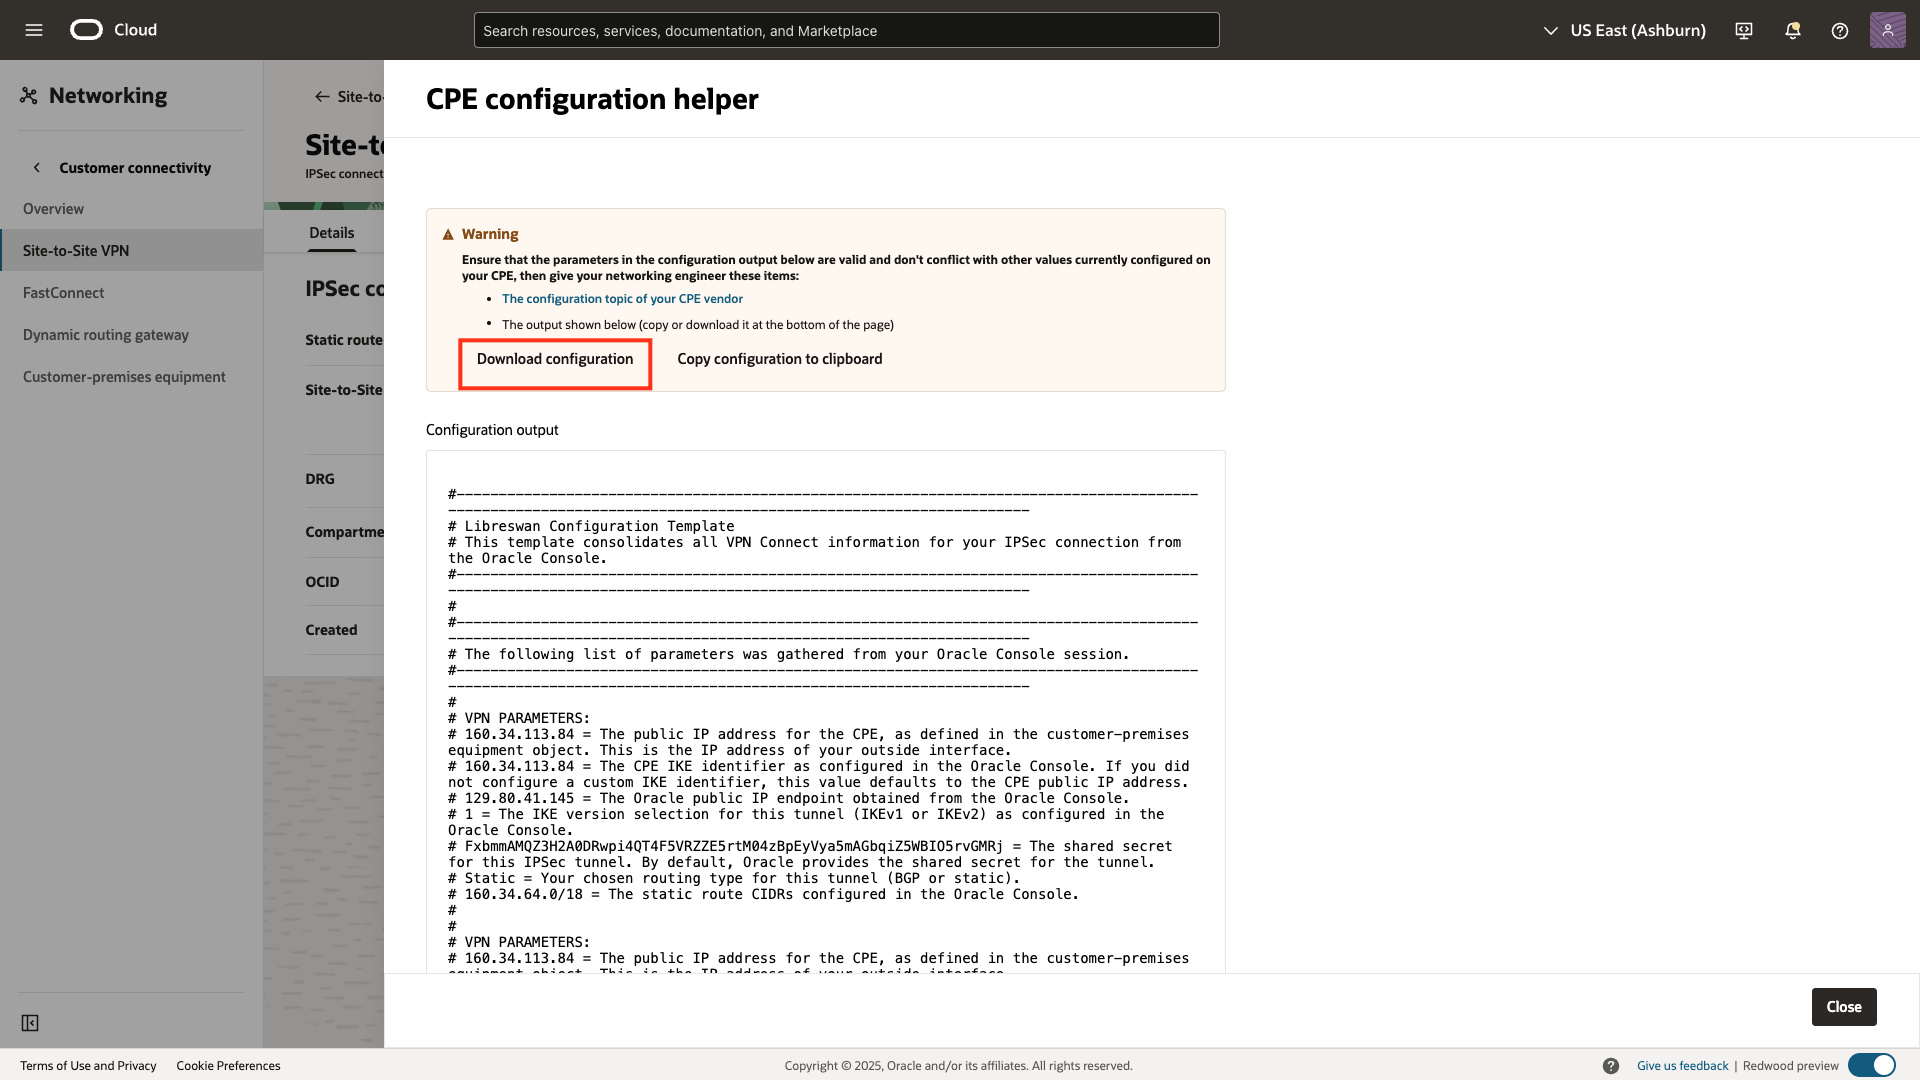 Cloud
Search resources, services, documentation, and Marketplace
US East (Ashburn)
Networking
Customer connectivity
Overview
Site-to-Site VPN
FastConnect
Dynamic routing gateway
Customer-premises equipment
Site-to-
Site-t
IPSec connect
Details
IPSec co
Static route
Site-to-Site
DRG
Compartme
OCID
Created
CPE configuration helper
Warning
Ensure that the parameters in the configuration output below are valid and don't conflict with other values currently configured on
your CPE, then give your networking engineer these items:
• The configuration topic of your CPE vendor
• The output shown below (copy or download it at the bottom of the page)
Download configuration
Copy configuration to clipboard
Configuration output
#----------------------------------------------------------------------------------------
---------------------------------------------------------------------
# Libreswan Configuration Template
# This template consolidates all VPN Connect information for your IPSec connection from
the Oracle Console.
#----------------------------------------------------------------------------------------
---------------------------------------------------------------------
#
#----------------------------------------------------------------------------------------
---------------------------------------------------------------------
# The following list of parameters was gathered from your Oracle Console session.
#----------------------------------------------------------------------------------------
---------------------------------------------------------------------
#
# VPN PARAMETERS:
# 160.34.113.84 = The public IP address for the CPE, as defined in the customer-premises
equipment object. This is the IP address of your outside interface.
# 160.34.113.84 = The CPE IKE identifier as configured in the Oracle Console. If you did
not configure a custom IKE identifier, this value defaults to the CPE public IP address.
# 129.80.41.145 = The Oracle public IP endpoint obtained from the Oracle Console.
# 1 = The IKE version selection for this tunnel (IKEv1 or IKEv2) as configured in the
Oracle Console.
# FxbmmAMQZ3H2A0DRwpi4QT4F5VRZZE5rtM04zBpEyVya5mAGbqiZ5WBIO5rvGMRj = The shared secret
for this IPSec tunnel. By default, Oracle provides the shared secret for the tunnel.
# Static = Your chosen routing type for this tunnel (BGP or static).
# 160.34.64.0/18 = The static route CIDRs configured in the Oracle Console.
#
#
# VPN PARAMETERS:
# 160.34.113.84 = The public IP address for the CPE, as defined in the customer-premises
equipment object. This is the IP address of your outside interface.
Close
Terms of Use and Privacy
Cookie Preferences
Copyright © 2025, Oracle and/or its affiliates. All rights reserved.
Give us feedback | Redwood preview